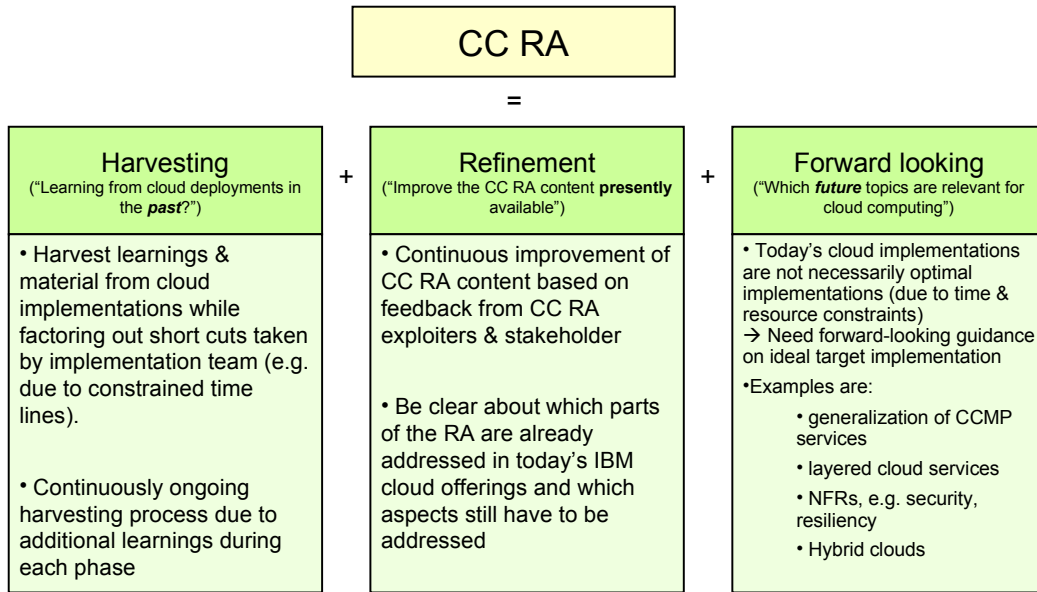 CC RA
=
Harvesting
(“Learning from cloud deployments in
the past?”)
• Harvest learnings &
material from cloud
implementations while
factoring out short cuts taken
by implementation team (e.g.
due to constrained time
lines).
• Continuously ongoing
harvesting process due to
additional learnings during
each phase
+
Refinement
(“Improve the CC RA content presently
available”)
• Continuous improvement of
CC RA content based on
feedback from CC RA
exploiters & stakeholder
• Be clear about which parts
of the RA are already
addressed in today’s IBM
cloud offerings and which
aspects still have to be
addressed
+
Forward looking
(“Which future topics are relevant for
cloud computing”)
• Today’s cloud implementations
are not necessarily optimal
implementations (due to time &
resource constraints)
→ Need forward-looking guidance
on ideal target implementation
•Examples are:
• generalization of CCMP
services
• layered cloud services
• NFRs, e.g. security,
resiliency
• Hybrid clouds